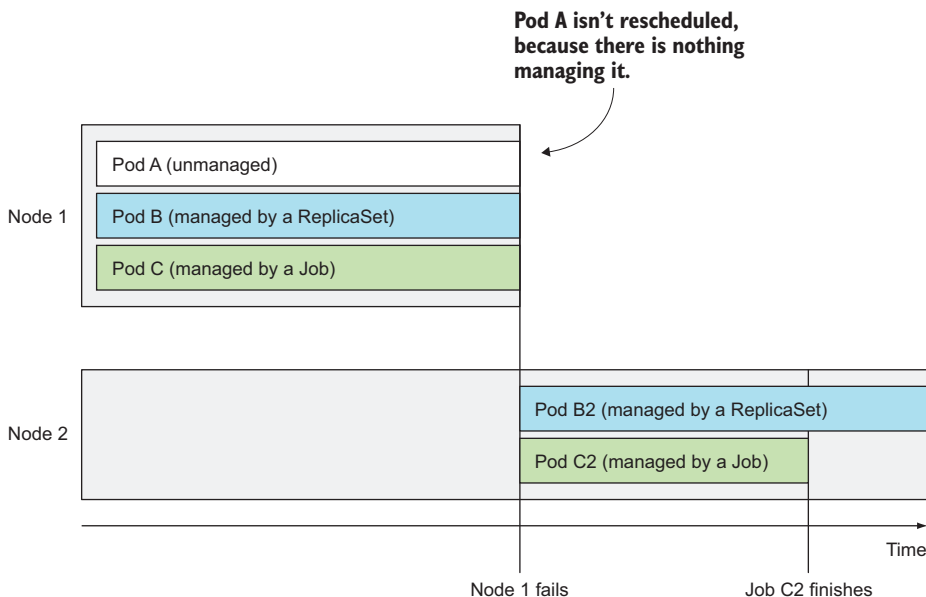 Pod A isn't rescheduled,
because there is nothing
managing it.
Node 1
Pod A (unmanaged)
Pod B (managed by a ReplicaSet)
Pod C (managed by a Job)
Node 2
Pod B2 (managed by a ReplicaSet)
Pod C2 (managed by a Job)
Time
Node 1 fails
Job C2 finishes